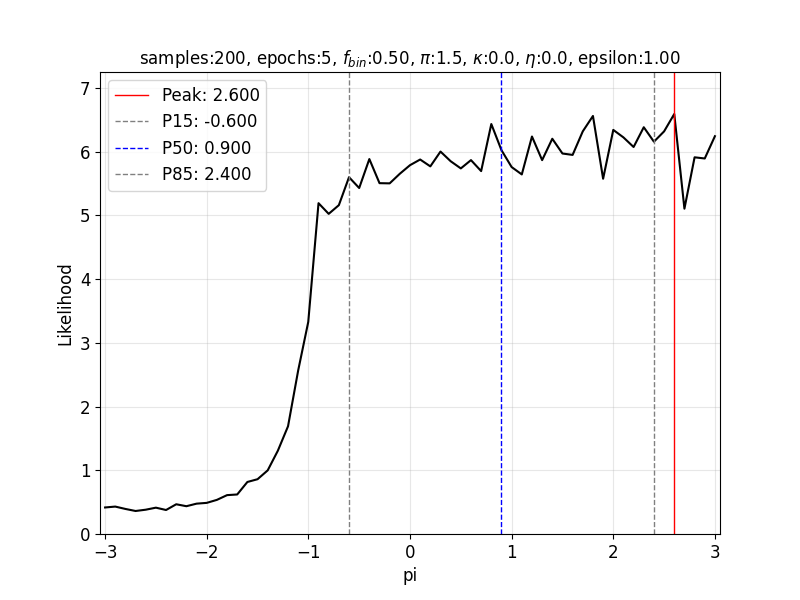 samples:200, epochs:5, f_bin:0.50, π:1.5, κ:0.0, η:0.0, epsilon:1.00
Peak: 2.600
P15: -0.600
P50: 0.900
P85: 2.400
7
6
5
4
3
2
1
0
Likelihood
−3
−2
−1
0
1
2
3
pi